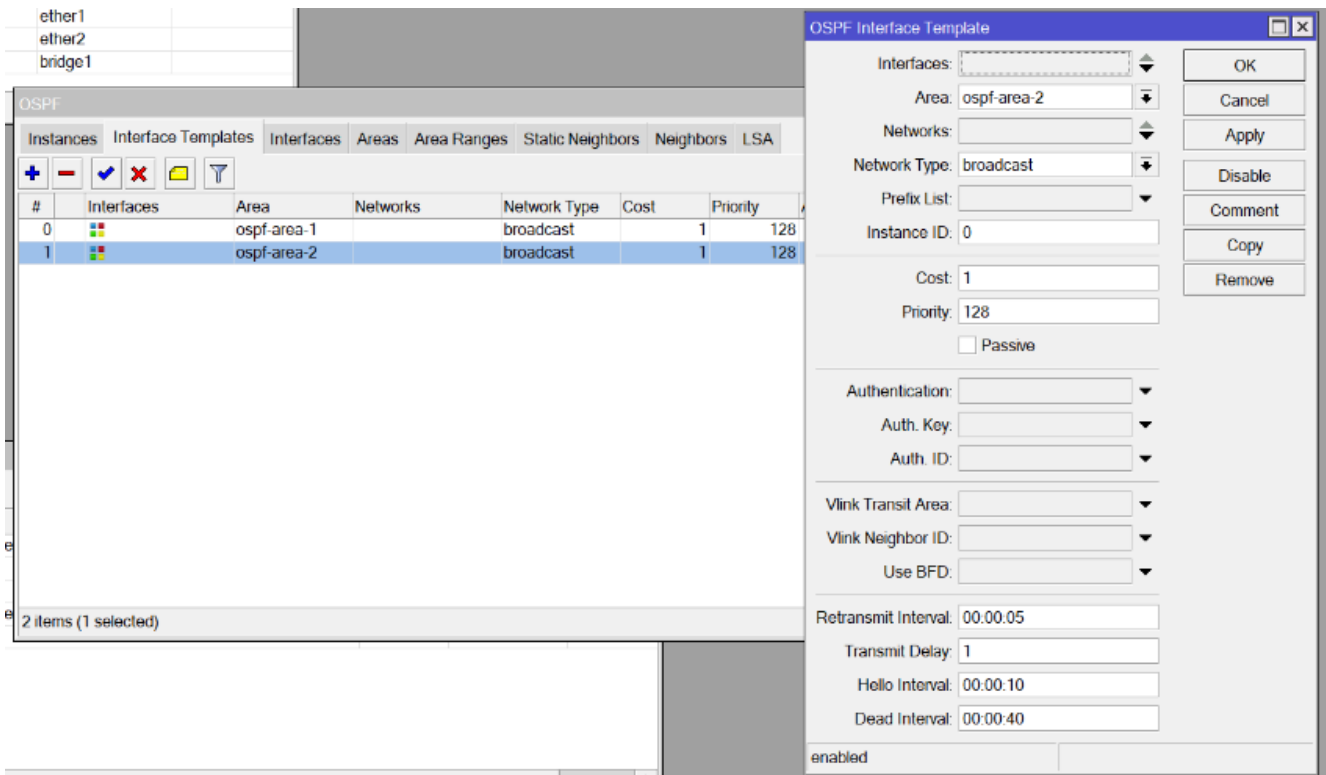 ether1
ether2
bridge1
OSPF
Instances Interface Templates Interfaces Areas Area Ranges Static Neighbors Neighbors LSA
# Interfaces Area Networks Network Type Cost Priority
0 ospf-area-1 broadcast 1 128
1 ospf-area-2 broadcast 1 128
2 items (1 selected)
OSPF Interface Template
Interfaces:
Area: ospf-area-2
Networks:
Network Type: broadcast
Prefix List:
Instance ID: 0
Cost: 1
Priority: 128
Passive
Authentication:
Auth. Key:
Auth. ID:
Vlink Transit Area:
Vlink Neighbor ID:
Use BFD:
Retransmit Interval: 00:00:05
Transmit Delay: 1
Hello Interval: 00:00:10
Dead Interval: 00:00:40
enabled
OK
Cancel
Apply
Disable
Comment
Copy
Remove